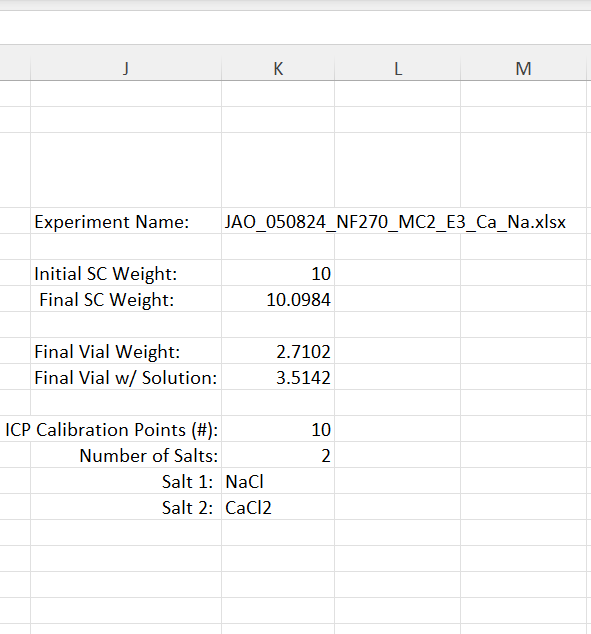 J K L M
Experiment Name: JAO_050824_NF270_MC2_E3_Ca_Na.xlsx
Initial SC Weight: 10
Final SC Weight: 10.0984
Final Vial Weight: 2.7102
Final Vial w/ Solution: 3.5142
ICP Calibration Points (#): 10
Number of Salts: 2
Salt 1: NaCl
Salt 2: CaCl2